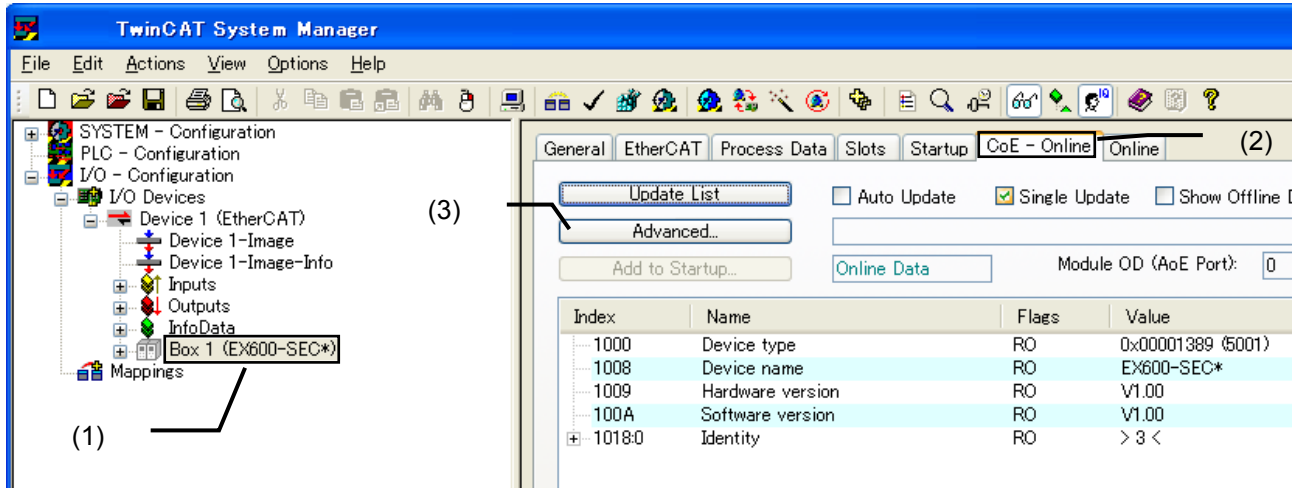 TwinCAT System Manager
File Edit Actions View Options Help
SYSTEM - Configuration
PLC - Configuration
I/O - Configuration
I/O Devices
Device 1 (EtherCAT)
Device 1-Image
Device 1-Image-Info
Inputs
Outputs
InfoData
Box 1 (EX600-SEC*)
Mappings
(1)
General EtherCAT Process Data Slots Startup CoE - Online Online
(2)
Update List Auto Update Single Update Show Offline D
(3)
Advanced...
Add to Startup... Online Data Module OD (AoE Port): 0
Index Name Flags Value
1000 Device type RO 0x00001389 (5001)
1008 Device name RO EX600-SEC*
1009 Hardware version RO V1.00
100A Software version RO V1.00
1018:0 Identity RO > 3 <